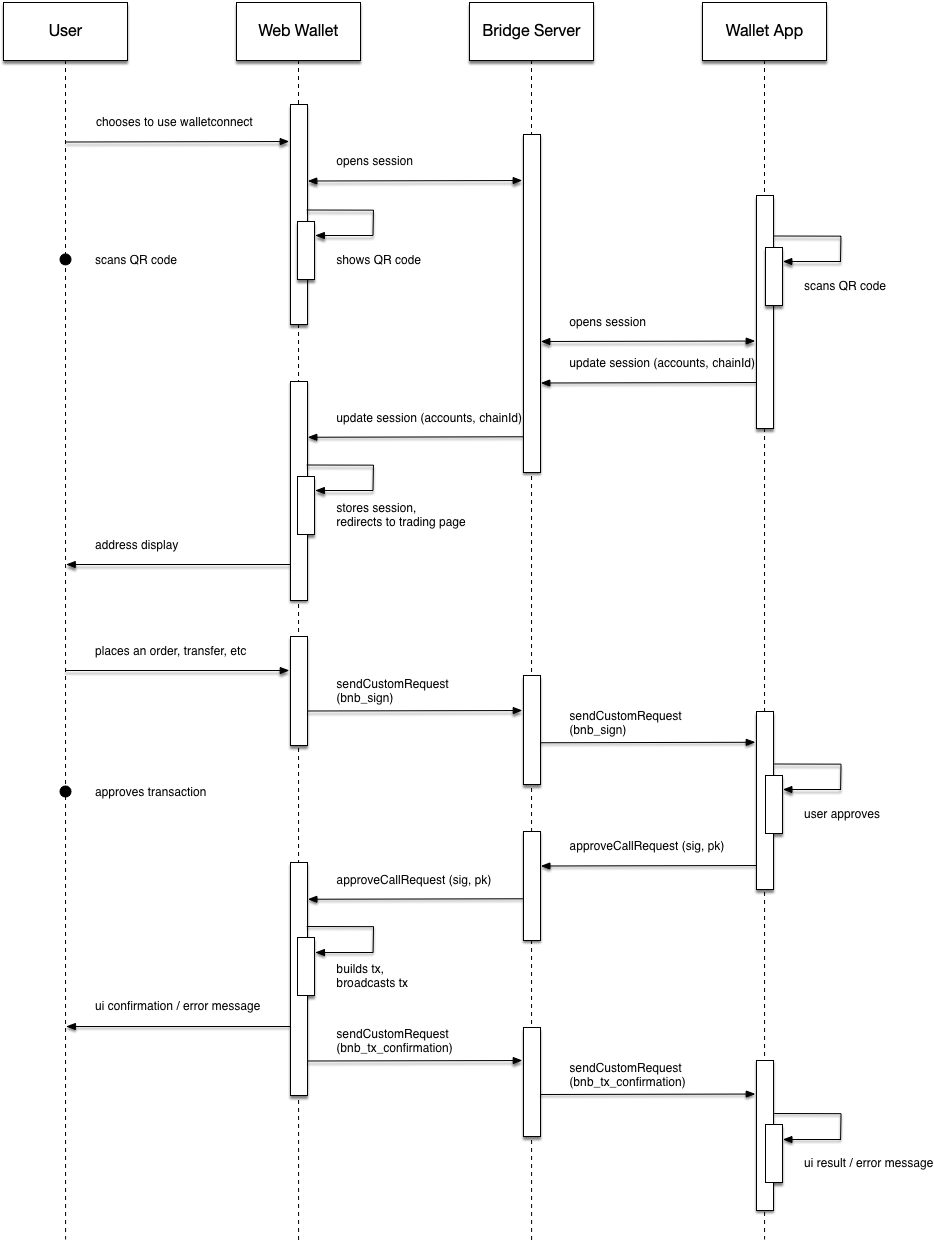 User
Web Wallet
Bridge Server
Wallet App
chooses to use walletconnect
opens session
shows QR code
scans QR code
scans QR code
opens session
update session (accounts, chainId)
update session (accounts, chainId)
stores session,
redirects to trading page
address display
places an order, transfer, etc
sendCustomRequest
(bnb_sign)
sendCustomRequest
(bnb_sign)
approves transaction
user approves
approveCallRequest (sig, pk)
approveCallRequest (sig, pk)
builds tx,
broadcasts tx
ui confirmation / error message
sendCustomRequest
(bnb_tx_confirmation)
sendCustomRequest
(bnb_tx_confirmation)
ui result / error message